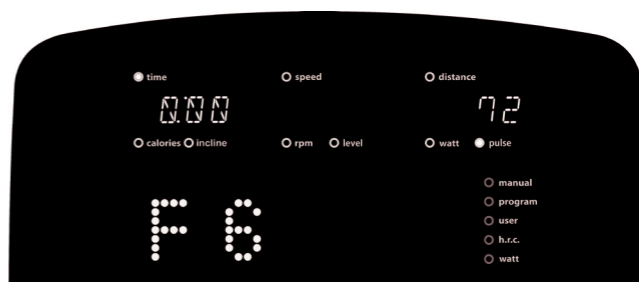 time speed distance
0:00 72
calories incline rpm level watt pulse
manual
program
user
h.r.c.
watt
F 6